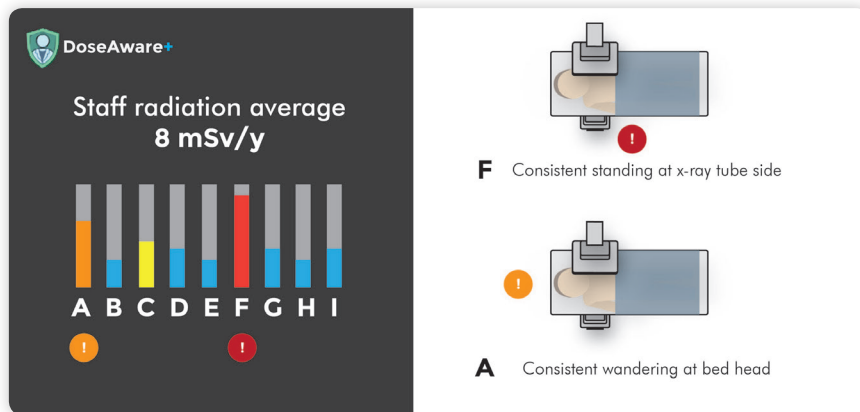 DoseAware+
Staff radiation average
8 mSv/y
A B C D E F G H I
! !
!
F Consistent standing at x-ray tube side
!
A Consistent wandering at bed head